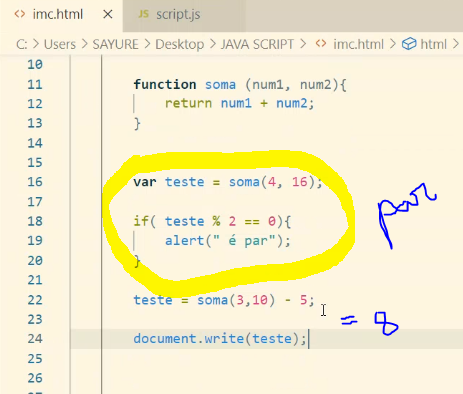 <> imc.html × JS script.js
C: > Users > SAYURE > Desktop > JAVA SCRIPT > <> imc.html > html >
10
11 function soma (num1, num2){
12 return num1 + num2;
13 }
14
15
16 var teste = soma(4, 16);
17
18 if( teste % 2 == 0){
19 alert(" é par");
20 }
21
22 teste = soma(3,10) - 5;
23
24 document.write(teste);
25
26
27
par
= 8